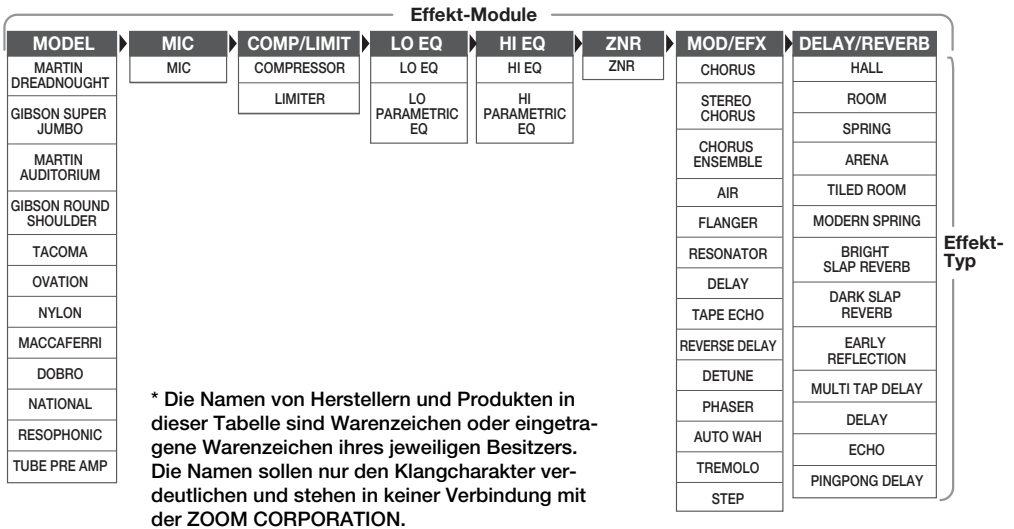 Effekt-Module
MODEL
MARTIN
DREADNOUGHT
GIBSON SUPER
JUMBO
MARTIN
AUDITORIUM
GIBSON ROUND
SHOULDER
TACOMA
OVATION
NYLON
MACCAFERRI
DOBRO
NATIONAL
RESOPHONIC
TUBE PRE AMP
MIC
MIC
COMP/LIMIT
COMPRESSOR
LIMITER
LO EQ
LO EQ
LO
PARAMETRIC
EQ
HI EQ
HI EQ
HI
PARAMETRIC
EQ
ZNR
ZNR
MOD/EFX
CHORUS
STEREO
CHORUS
CHORUS
ENSEMBLE
AIR
FLANGER
RESONATOR
DELAY
TAPE ECHO
REVERSE DELAY
DETUNE
PHASER
AUTO WAH
TREMOLO
STEP
DELAY/REVERB
HALL
ROOM
SPRING
ARENA
TILED ROOM
MODERN SPRING
BRIGHT
SLAP REVERB
DARK SLAP
REVERB
EARLY
REFLECTION
MULTI TAP DELAY
DELAY
ECHO
PINGPONG DELAY
Effekt-
Typ
* Die Namen von Herstellern und Produkten in
dieser Tabelle sind Warenzeichen oder eingetra-
gene Warenzeichen ihres jeweiligen Besitzers.
Die Namen sollen nur den Klangcharakter ver-
deutlichen und stehen in keiner Verbindung mit
der ZOOM CORPORATION.